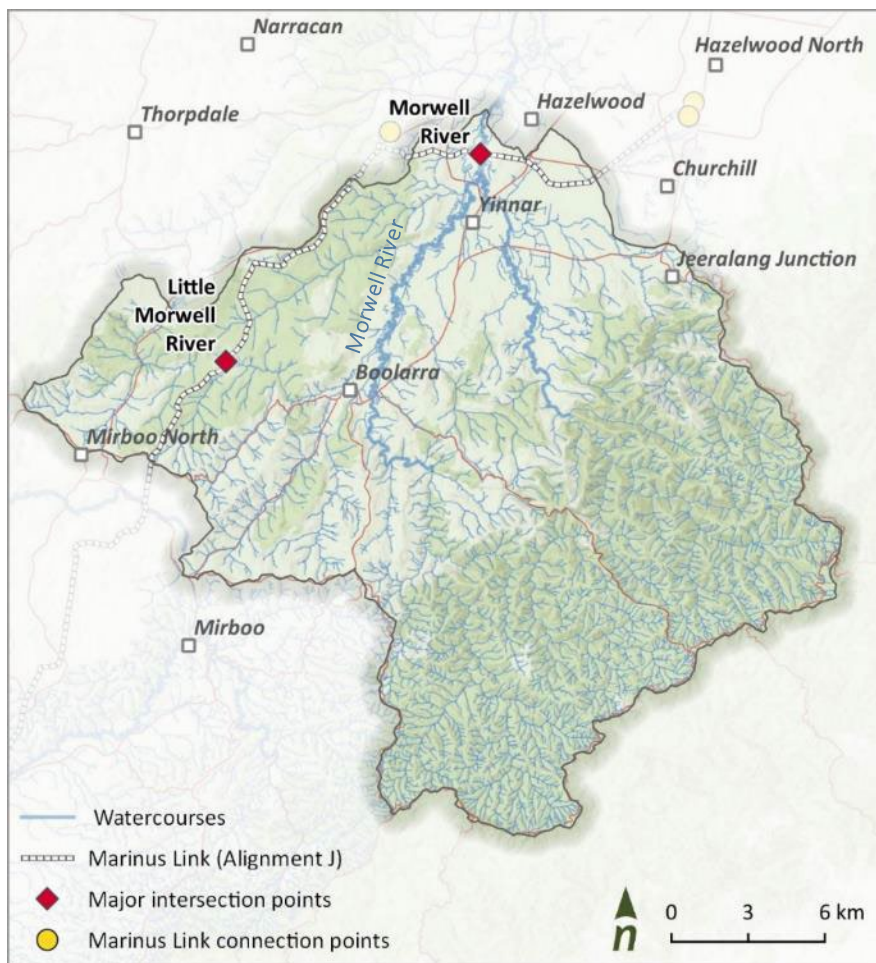 Narracan
Hazelwood North
Thorpdale
Morwell
River
Hazelwood
Churchill
Yinnar
Morwell River
Jeeralang Junction
Little
Morwell
River
Boolarra
Mirboo North
Mirboo
Watercourses
Marinus Link (Alignment J)
Major intersection points
Marinus Link connection points
n
0 3 6 km